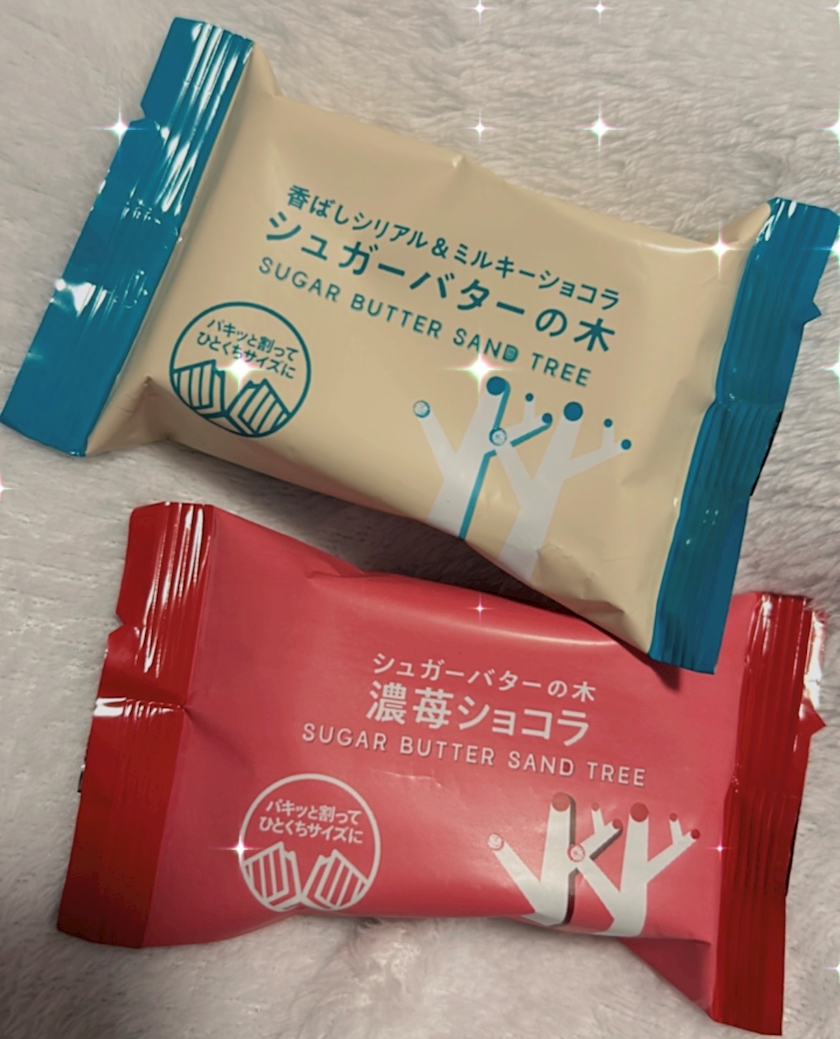 香ばしシリアル&ミルキーショコラ
シュガーバターの木
SUGAR BUTTER SAND TREE
パキッと割って
ひとくちサイズに
シュガーバターの木
濃苺ショコラ
SUGAR BUTTER SAND TREE
パキッと割って
ひとくちサイズに